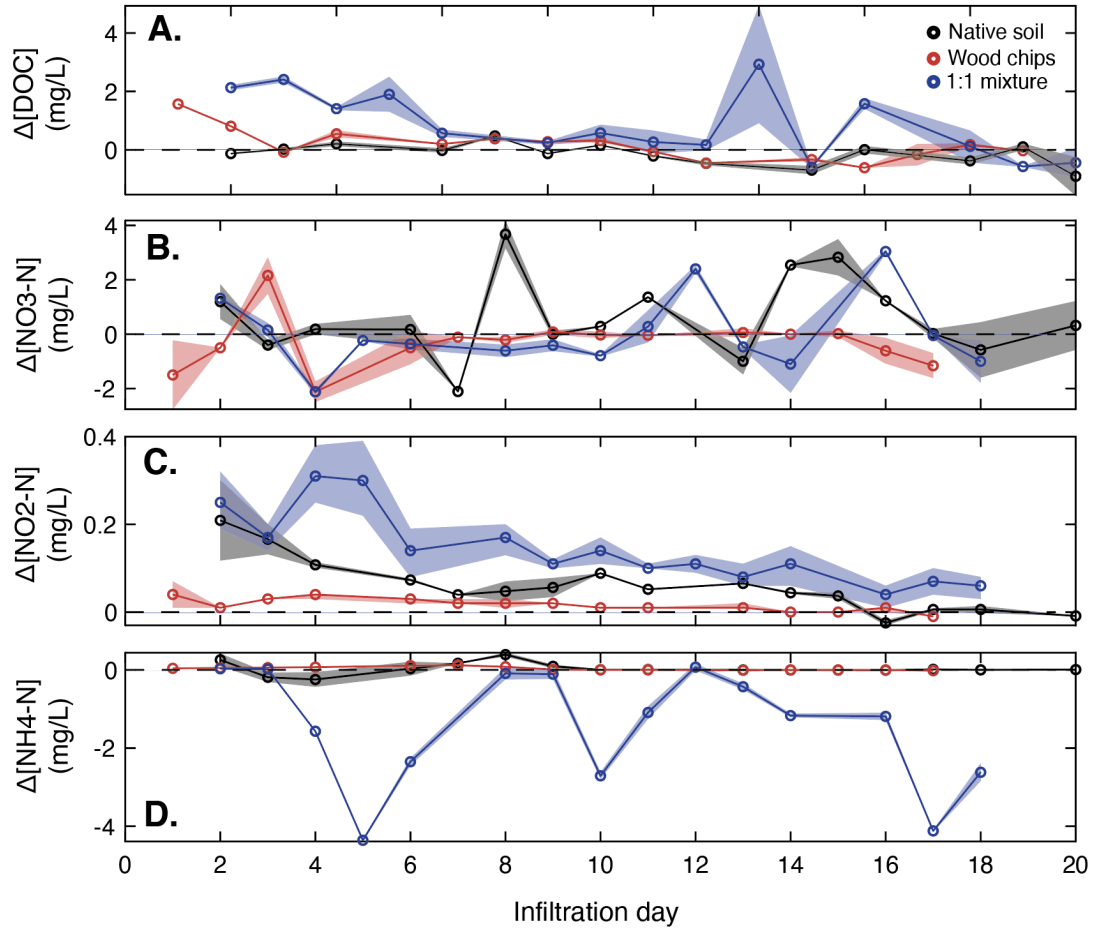 A.
Δ[DOC]
(mg/L)
4
2
0
Native soil
Wood chips
1:1 mixture
B.
Δ[NO3-N]
(mg/L)
4
2
0
-2
C.
Δ[NO2-N]
(mg/L)
0.4
0.2
0
D.
Δ[NH4-N]
(mg/L)
0
-2
-4
0 2 4 6 8 10 12 14 16 18 20
Infiltration day